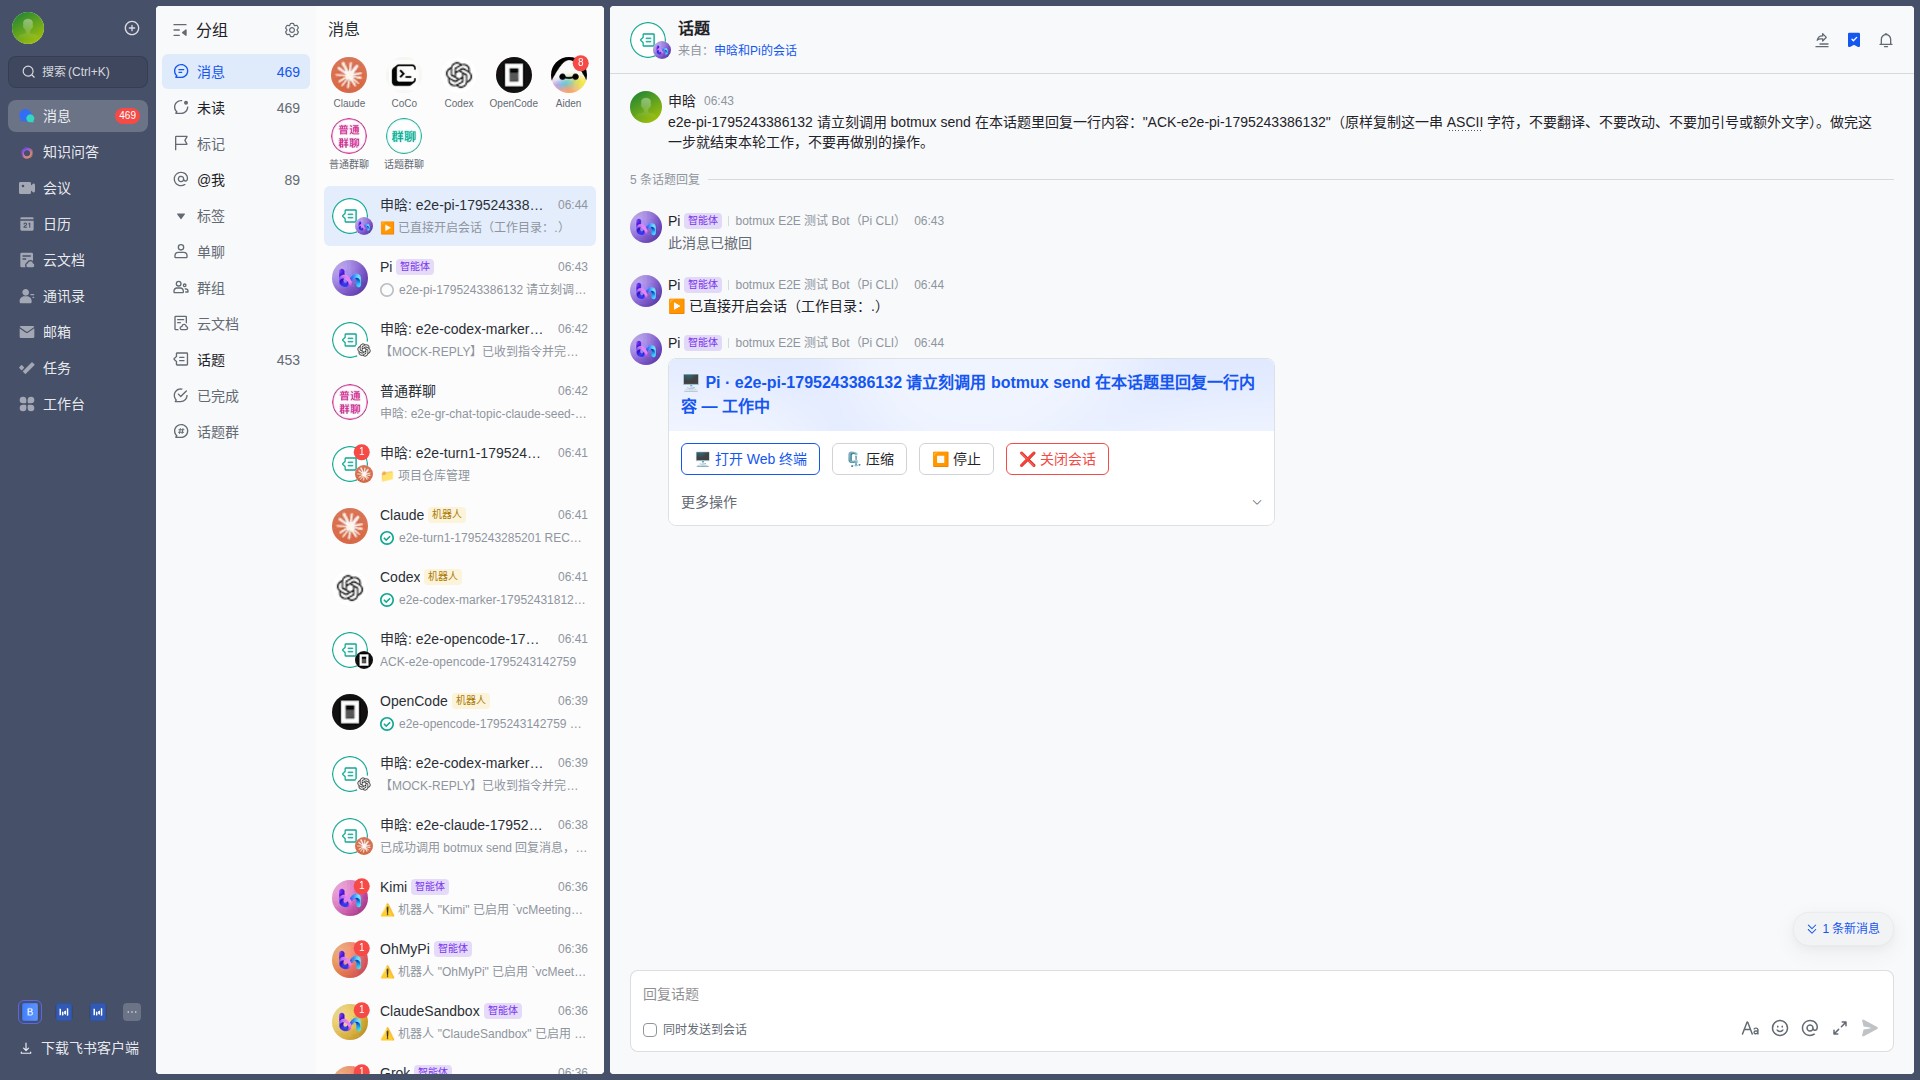 搜索 (Ctrl+K)
消息
469
知识问答
会议
日历
云文档
通讯录
邮箱
任务
工作台
下载飞书客户端
分组
消息 469
未读 469
标记
@我 89
标签
单聊
群组
云文档
话题 453
已完成
话题群
消息
Claude
CoCo
Codex
OpenCode
8
Aiden
普通
群聊
普通群聊
群聊
话题群聊
申晗: e2e-pi-179524338... 06:44
已直接开启会话（工作目录：.）
Pi 智能体 06:43
e2e-pi-1795243386132 请立刻调...
申晗: e2e-codex-marker... 06:42
【MOCK-REPLY】已收到指令并完...
普通
群聊
普通群聊 06:42
申晗: e2e-gr-chat-topic-claude-seed-...
1
申晗: e2e-turn1-179524... 06:41
项目仓库管理
Claude 机器人 06:41
e2e-turn1-1795243285201 REC...
Codex 机器人 06:41
e2e-codex-marker-17952431812...
申晗: e2e-opencode-17... 06:41
ACK-e2e-opencode-1795243142759
OpenCode 机器人 06:39
e2e-opencode-1795243142759 ...
申晗: e2e-codex-marker... 06:39
【MOCK-REPLY】已收到指令并完...
申晗: e2e-claude-17952... 06:38
已成功调用 botmux send 回复消息，...
1
Kimi 智能体 06:36
机器人 "Kimi" 已启用 `vcMeeting...
1
OhMyPi 智能体 06:36
机器人 "OhMyPi" 已启用 `vcMeet...
1
ClaudeSandbox 智能体 06:36
机器人 "ClaudeSandbox" 已启用 ...
1
Grok 智能体 06:36
话题
来自：申晗和Pi的会话
申晗 06:43
e2e-pi-1795243386132 请立刻调用 botmux send 在本话题里回复一行内容："ACK-e2e-pi-1795243386132"（原样复制这一串 ASCII 字符，不要翻译、不要改动、不要加引号或额外文字）。做完这
一步就结束本轮工作，不要再做别的操作。
5 条话题回复
Pi 智能体 botmux E2E 测试 Bot（Pi CLI） 06:43
此消息已撤回
Pi 智能体 botmux E2E 测试 Bot（Pi CLI） 06:44
已直接开启会话（工作目录：.）
Pi 智能体 botmux E2E 测试 Bot（Pi CLI） 06:44
Pi · e2e-pi-1795243386132 请立刻调用 botmux send 在本话题里回复一行内
容 — 工作中
打开 Web 终端 压缩 停止 关闭会话
更多操作
1 条新消息
回复话题
同时发送到会话